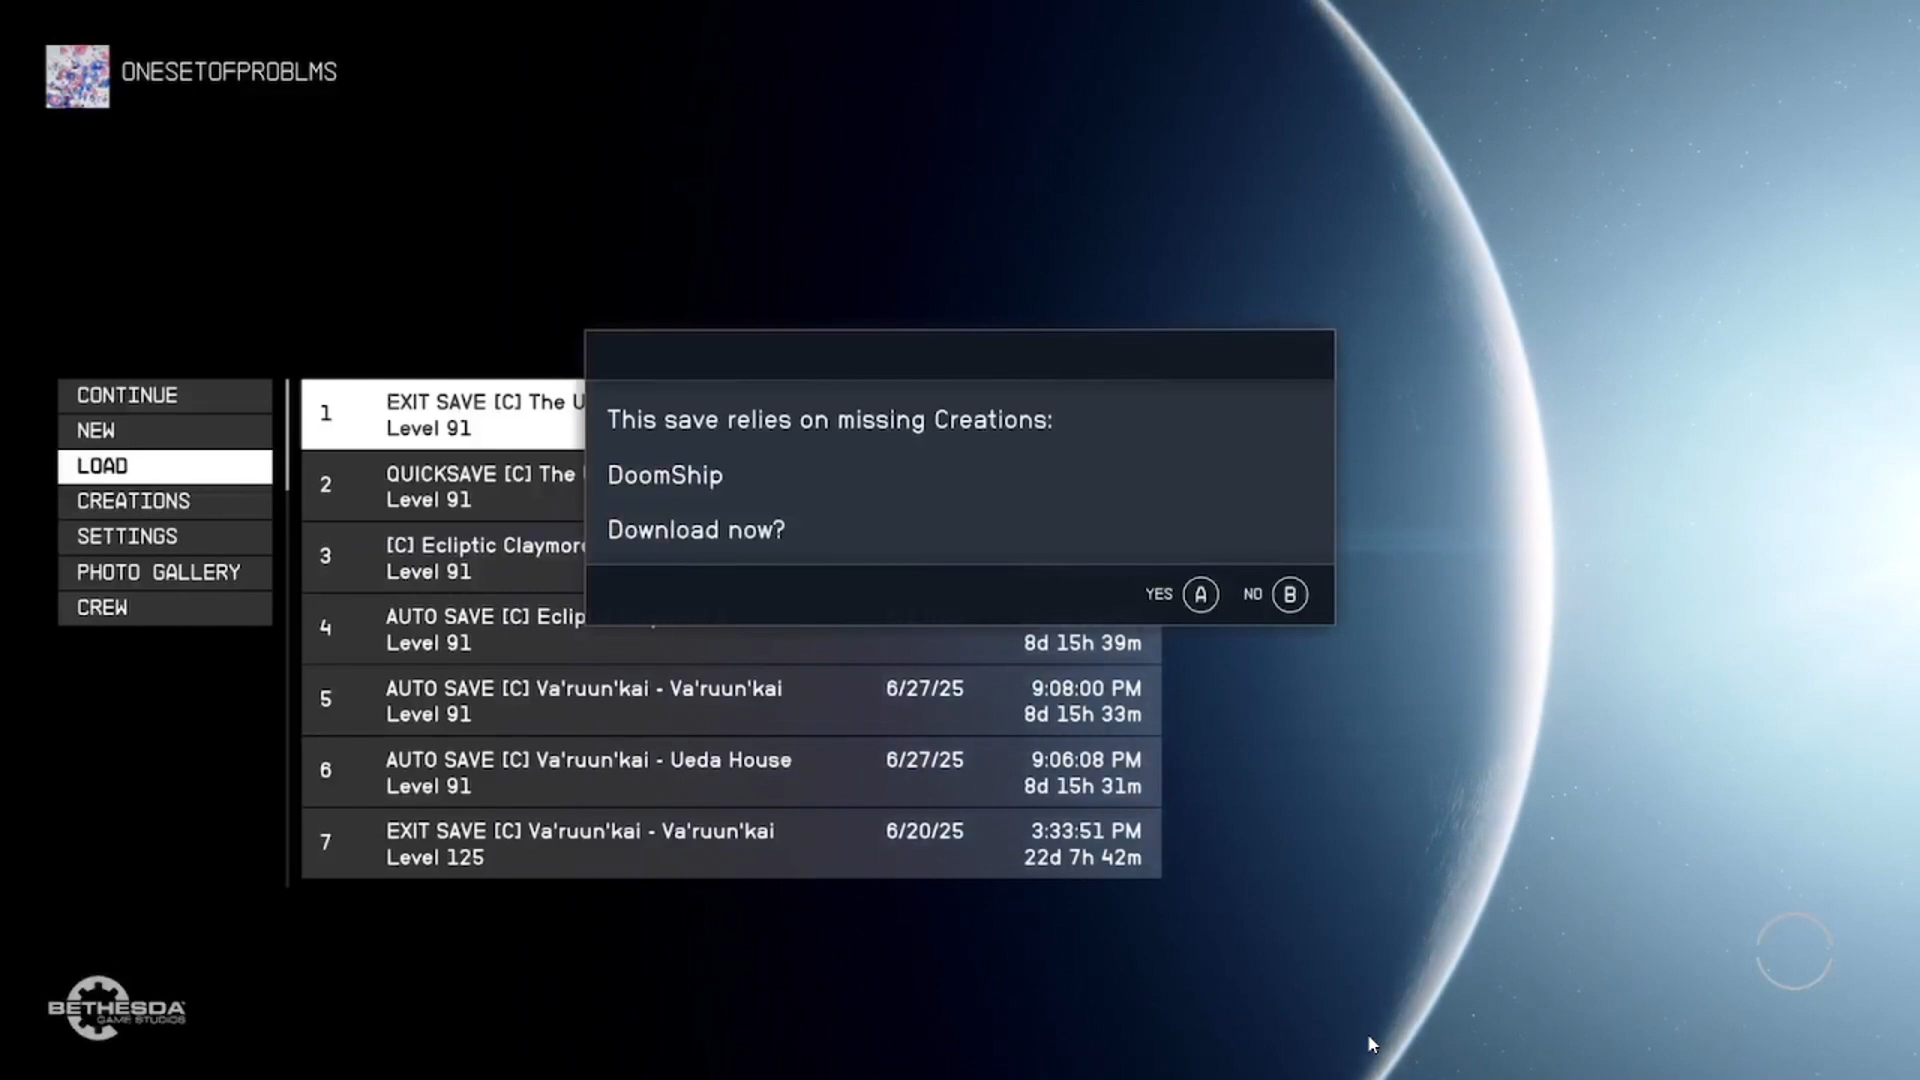 ONESETOFPROBLMS
CONTINUE
NEW
LOAD
CREATIONS
SETTINGS
PHOTO GALLERY
CREW
1
EXIT SAVE [C] The
Level 91
2
QUICKSAVE [C] The
Level 91
3
[C] Ecliptic Claymore
Level 91
4
AUTO SAVE [C]
Level 91
8d 15h 39m
5
AUTO SAVE [C] Va'ruun'kai - Va'ruun'kai
6/27/25
9:08:00 PM
Level 91
8d 15h 33m
6
AUTO SAVE [C] Va'ruun'kai - Ueda House
6/27/25
9:06:08 PM
Level 91
8d 15h 31m
7
EXIT SAVE [C] Va'ruun'kai - Va'ruun'kai
6/20/25
3:33:51 PM
Level 125
22d 7h 42m
This save relies on missing Creations:
DoomShip
Download now?
YES A NO B
BETHESDA
GAME STUDIOS